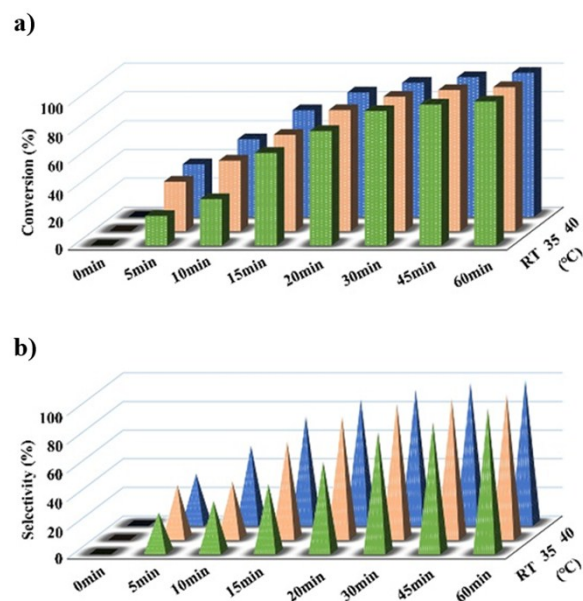 a)
100
80
60
40
20
0
Conversion (%)
0min
5min
10min
15min
20min
30min
45min
60min
RT
35
40
(°C)
b)
100
80
60
40
20
0
Selectivity (%)
0min
5min
10min
15min
20min
30min
45min
60min
RT
35
40
(°C)